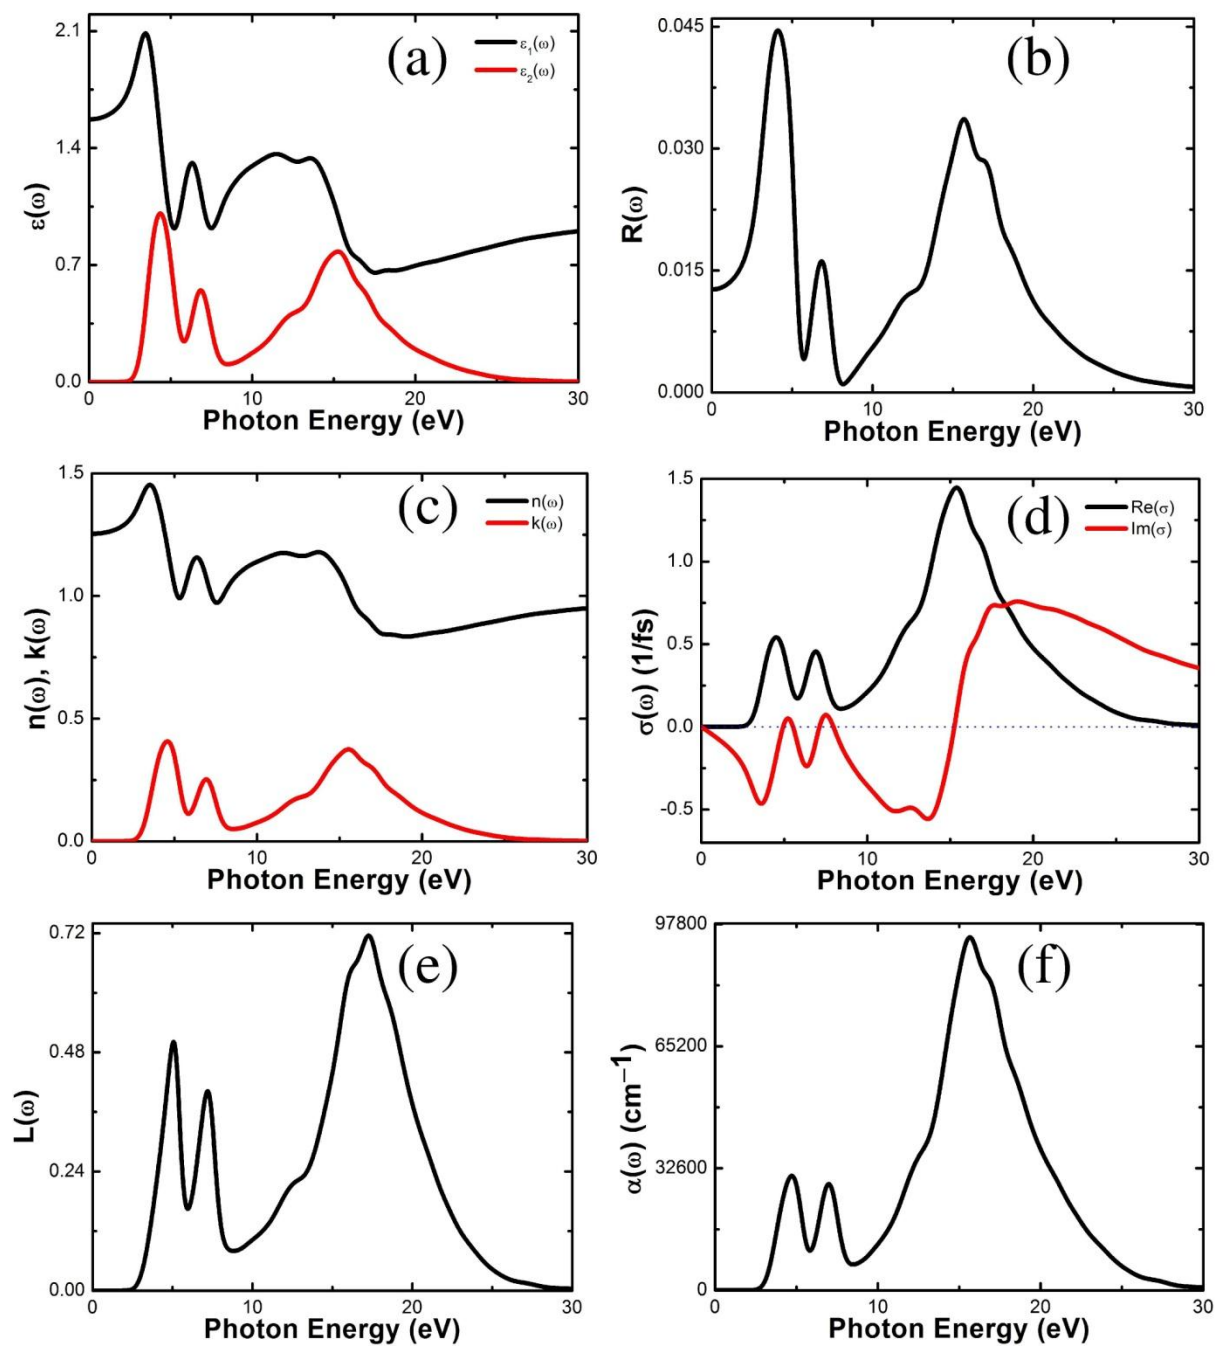 (a)
ε₁(ω)
ε₂(ω)
2.1
1.4
0.7
0.0
ε(ω)
0 10 20 30
Photon Energy (eV)
(b)
0.045
0.030
0.015
0.000
R(ω)
0 10 20 30
Photon Energy (eV)
(c)
n(ω)
k(ω)
1.5
1.0
0.5
0.0
n(ω), k(ω)
0 10 20 30
Photon Energy (eV)
(d)
Re(σ)
Im(σ)
1.5
1.0
0.5
0.0
-0.5
σ(ω) (1/fs)
0 10 20 30
Photon Energy (eV)
(e)
0.72
0.48
0.24
0.00
L(ω)
0 10 20 30
Photon Energy (eV)
(f)
97800
65200
32600
0
α(ω) (cm⁻¹)
0 10 20 30
Photon Energy (eV)